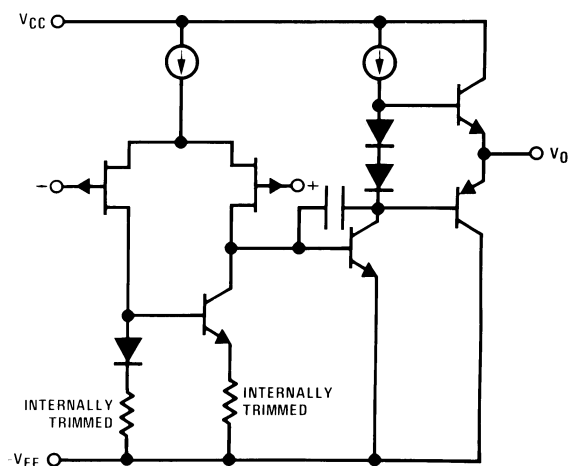 VCC
VO
− +
INTERNALLY
TRIMMED
INTERNALLY
TRIMMED
-VEE